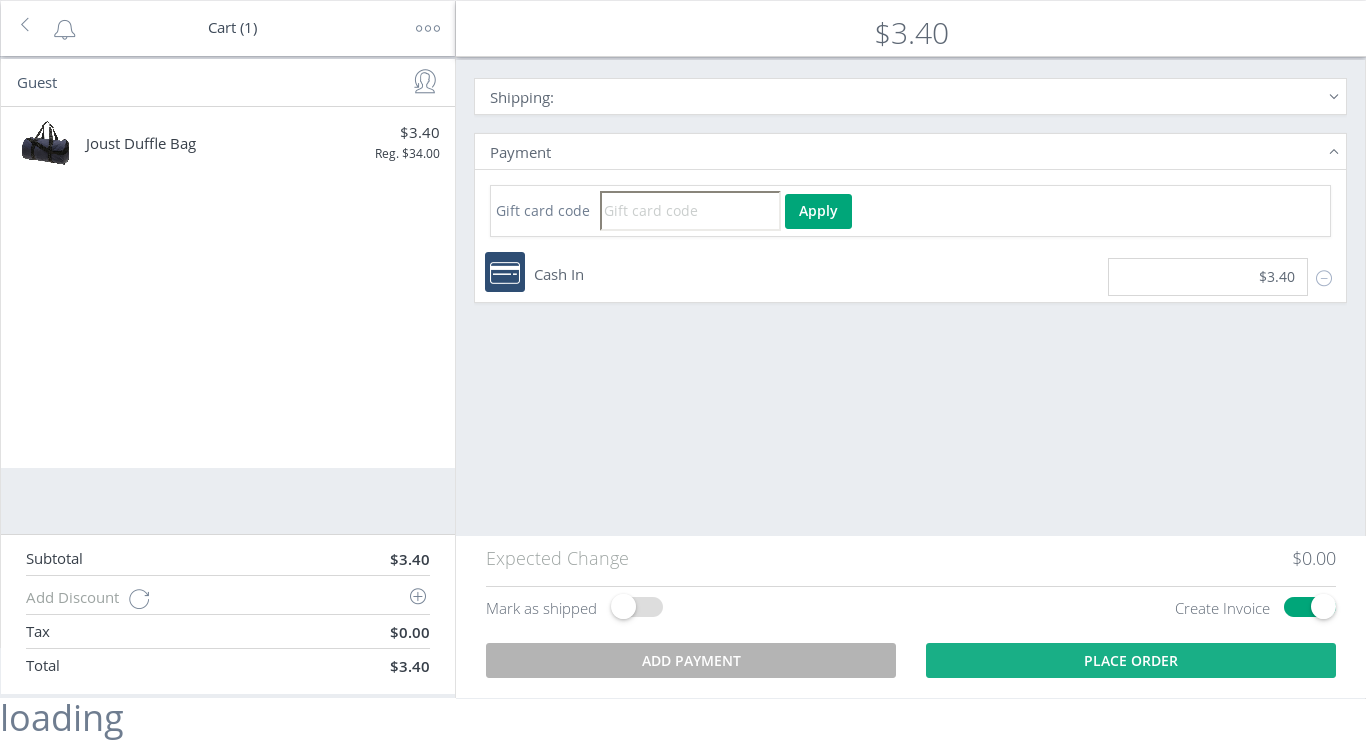 Cart (1)
$3.40
Guest
Joust Duffle Bag
$3.40
Reg. $34.00
Subtotal
$3.40
Add Discount
Tax
$0.00
Total
$3.40
Shipping:
Payment
Gift card code
Gift card code
Apply
Cash In
$3.40
Expected Change
$0.00
Mark as shipped
Create Invoice
ADD PAYMENT
PLACE ORDER
loading